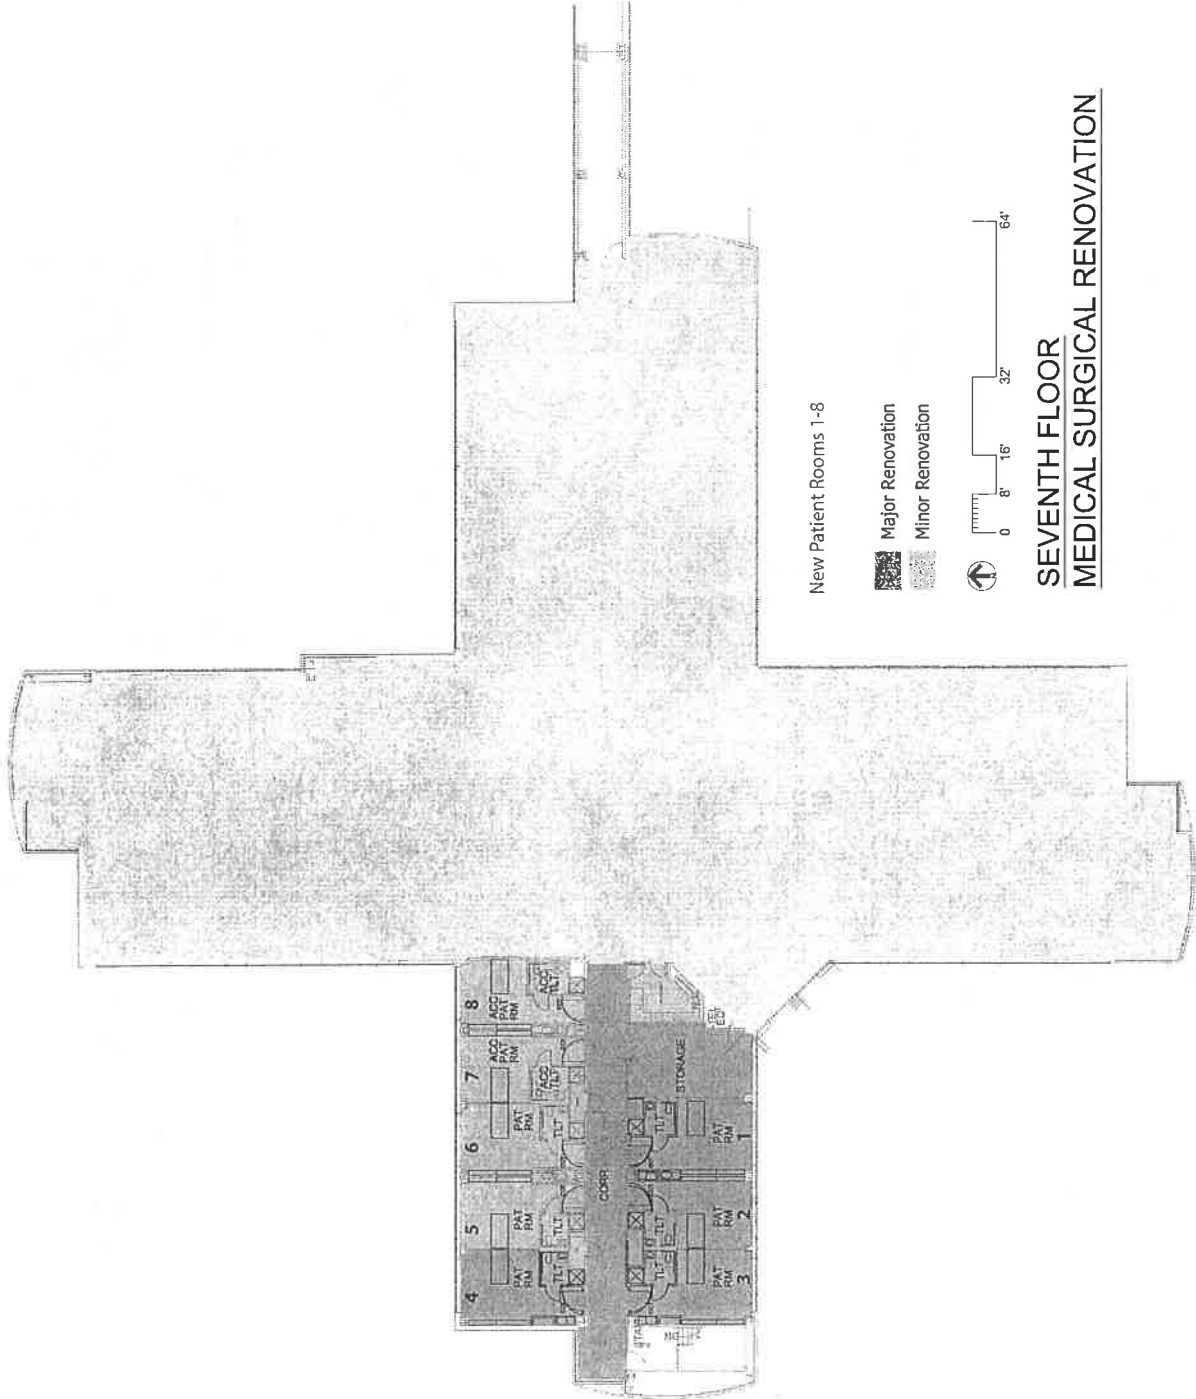 8
ACC
PAT
RM
ACC
TLT
7
ACC
PAT
RM
ACC
TLT
6
PAT
RM
TLT
5
PAT
RM
TLT
4
PAT
RM
TLT
CORR
STORAGE
TLT
PAT
RM
1
TLT
PAT
RM
2
TLT
PAT
RM
3
New Patient Rooms 1-8
Major Renovation
Minor Renovation
0 8' 16' 32' 64'
SEVENTH FLOOR
MEDICAL SURGICAL RENOVATION